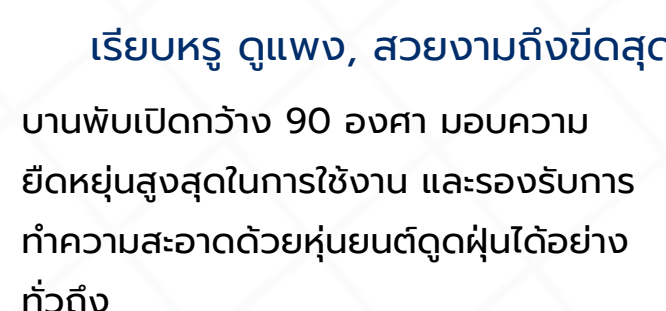 เรียบหรู ดูแพง, สวยงามถึงขีดสุด
บานพับเปิดกว้าง 90 องศา มอบความ
ยืดหยุ่นสูงสุดในการใช้งาน และรองรับการ
ทำความสะอาดด้วยหุ่นยนต์ดูดฝุ่นได้อย่าง
ทั่วถึง